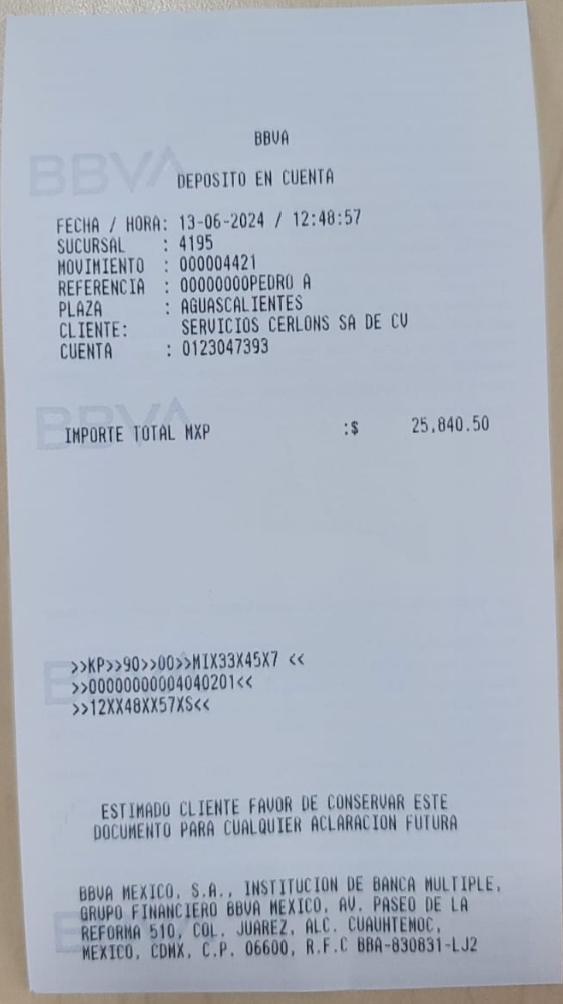 BBVA
DEPOSITO EN CUENTA
FECHA / HORA: 13-06-2024 / 12:48:57
SUCURSAL : 4195
MOVIMIENTO : 000004421
REFERENCIA : 00000000PEDRO A
PLAZA : AGUASCALIENTES
CLIENTE: SERVICIOS CERLONS SA DE CV
CUENTA : 0123047393
BBVA
IMPORTE TOTAL MXP :$ 25,840.50
>>KP>>90>>00>>MIX33X45X7 <<
>>00000000004040201<<
>>12XX48XX57XS<<
ESTIMADO CLIENTE FAVOR DE CONSERVAR ESTE
DOCUMENTO PARA CUALQUIER ACLARACION FUTURA
BBVA MEXICO, S.A., INSTITUCION DE BANCA MULTIPLE,
GRUPO FINANCIERO BBVA MEXICO, AV. PASEO DE LA
REFORMA 510, COL. JUAREZ, ALC. CUAUHTEMOC,
MEXICO, CDMX, C.P. 06600, R.F.C BBA-830831-LJ2